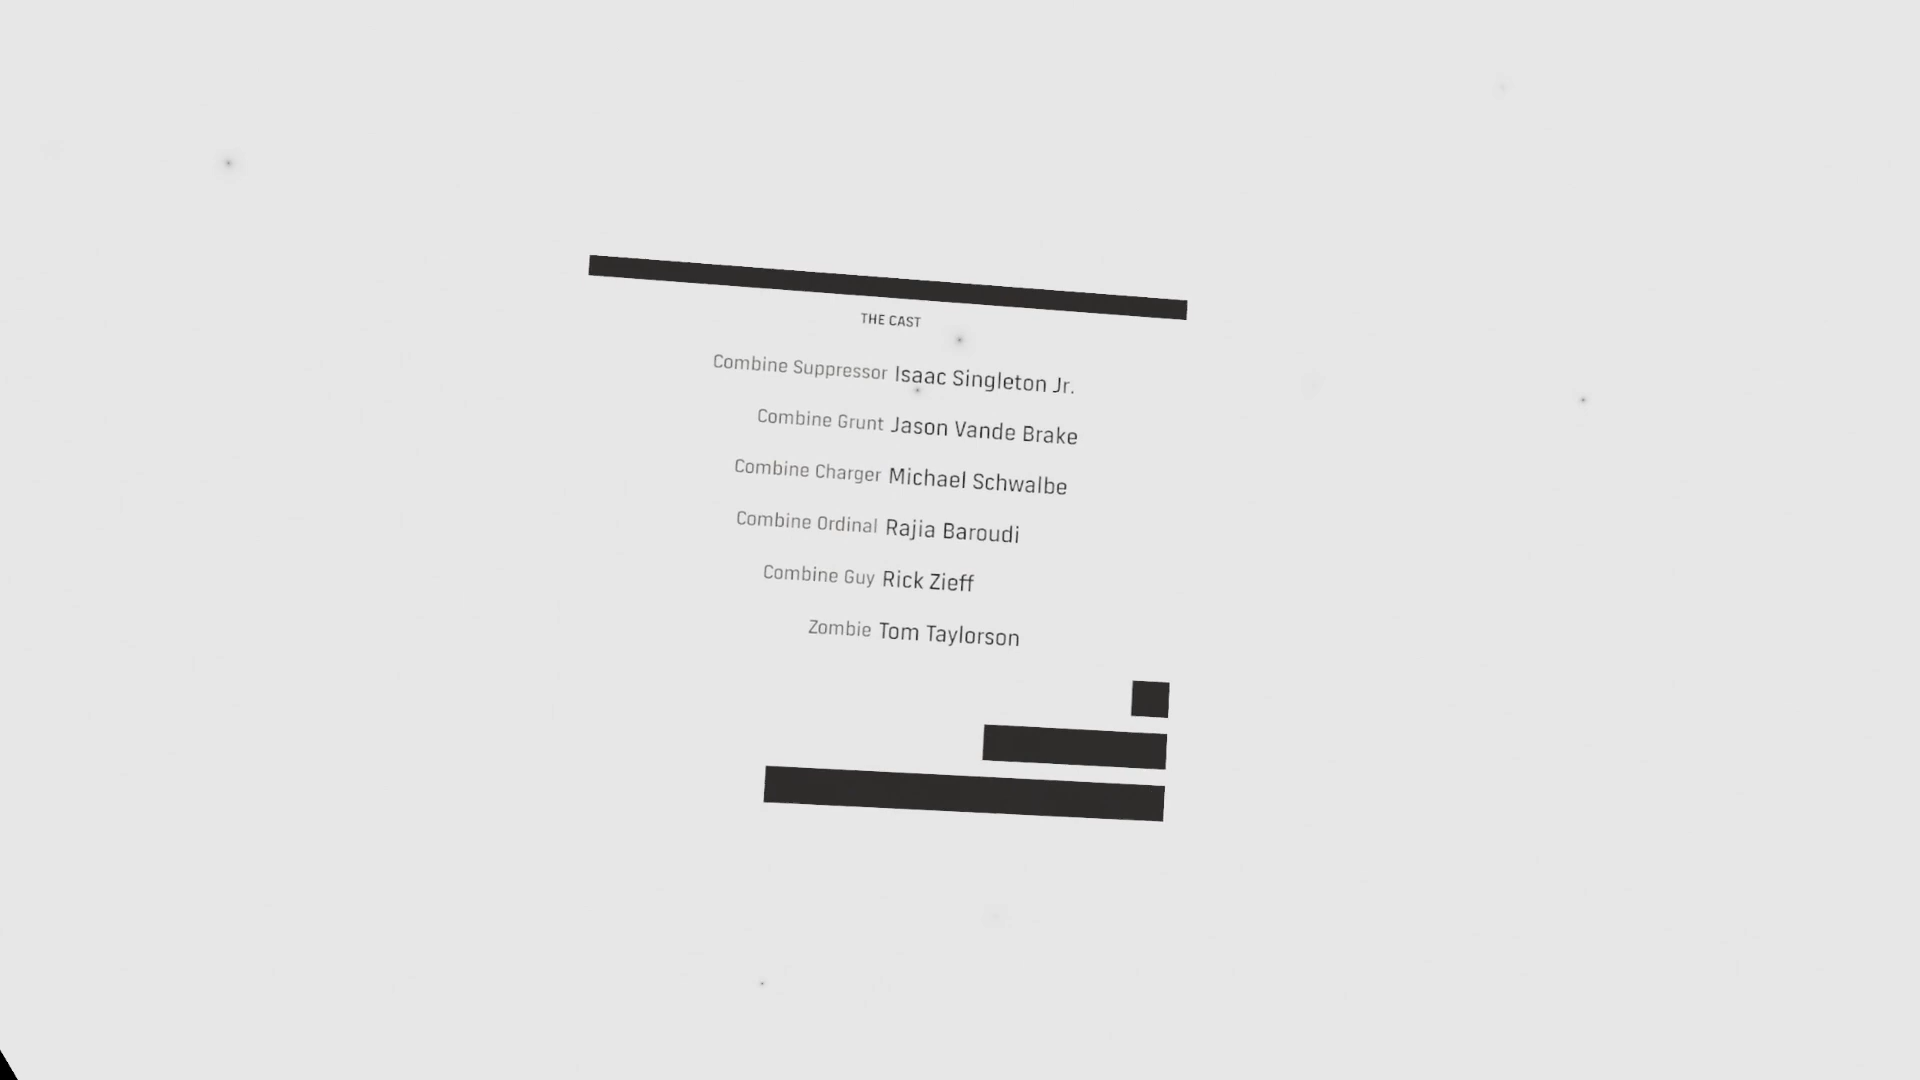 THE CAST
Combine Suppressor Isaac Singleton Jr.
Combine Grunt Jason Vande Brake
Combine Charger Michael Schwalbe
Combine Ordinal Rajia Baroudi
Combine Guy Rick Zieff
Zombie Tom Taylorson